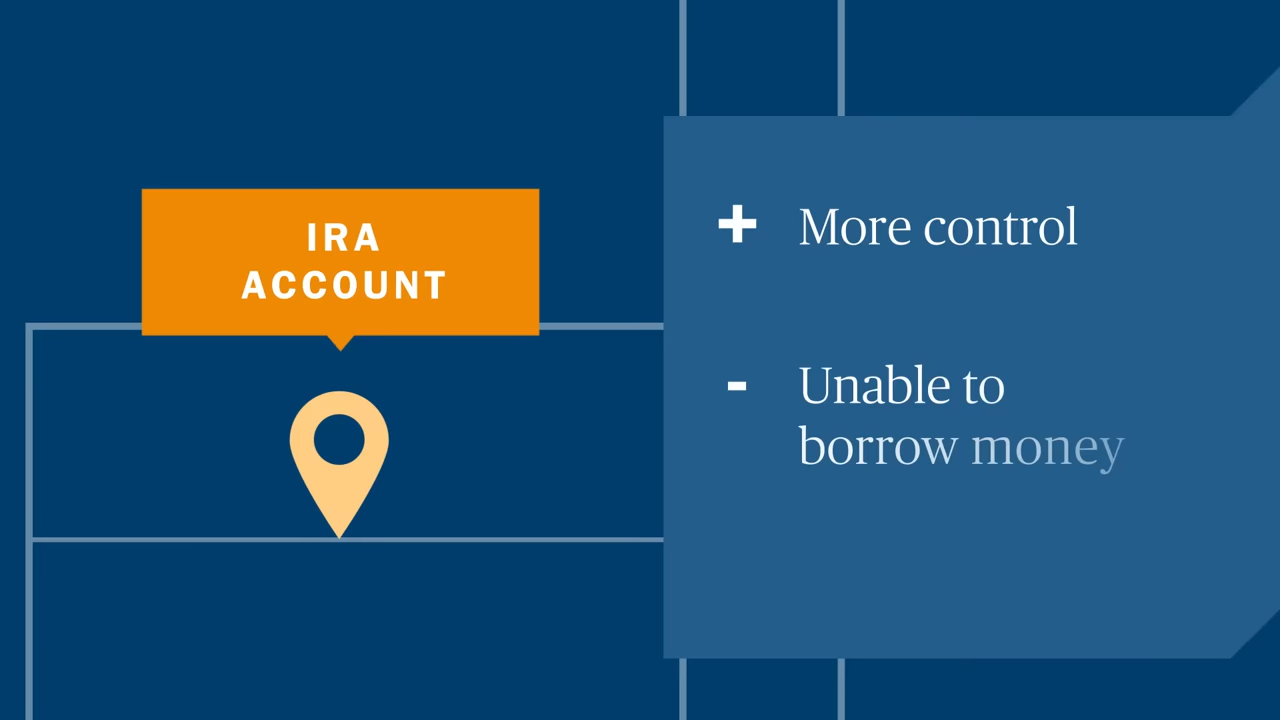 IRA
ACCOUNT
+ More control
- Unable to
borrow money